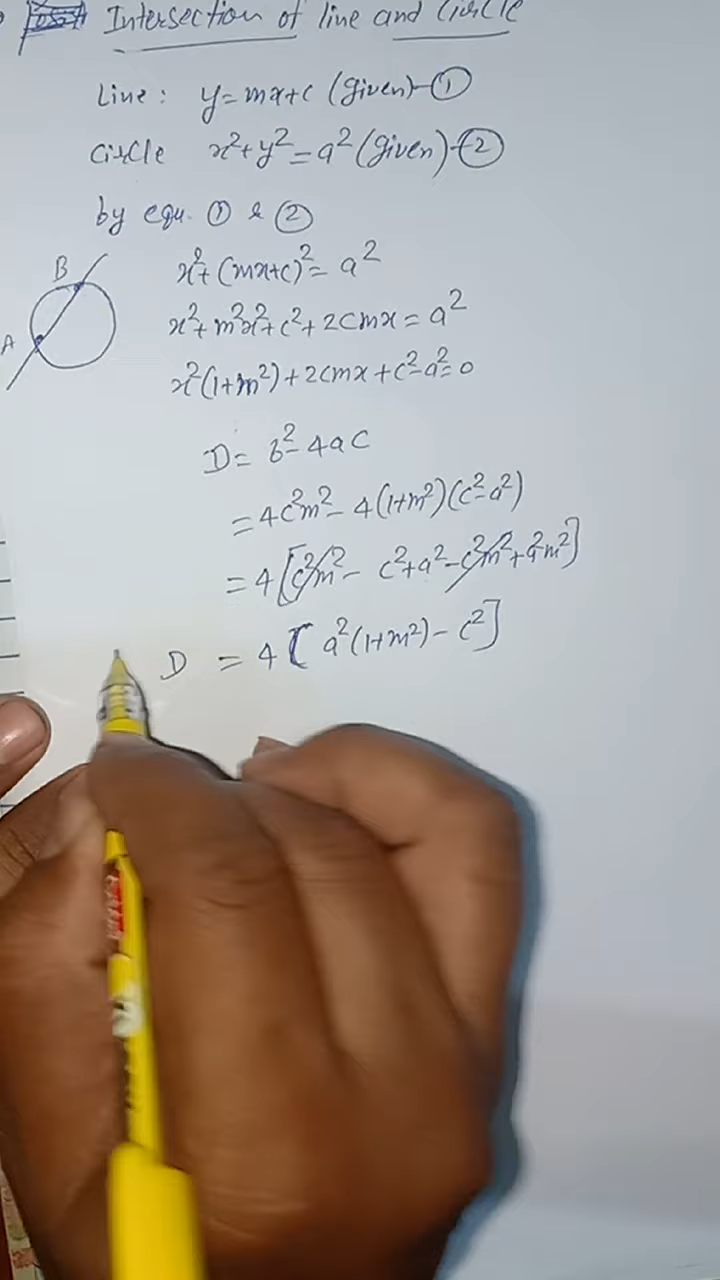 Intersection of line and Circle
Line: y=mx+c (given)-①
Circle x²+y²=a² (given)-②
by equ. ① & ②
x²+(mx+c)²=a²
x²+m²x²+c²+2cmx=a²
x²(1+m²)+2cmx+c²-a²=0
B
A
D=b²-4ac
=4c²m²-4(1+m²)(c²-a²)
=4[c²m²-c²+a²-c²m²+a²m²]
D=4[a²(1+m²)-c²]